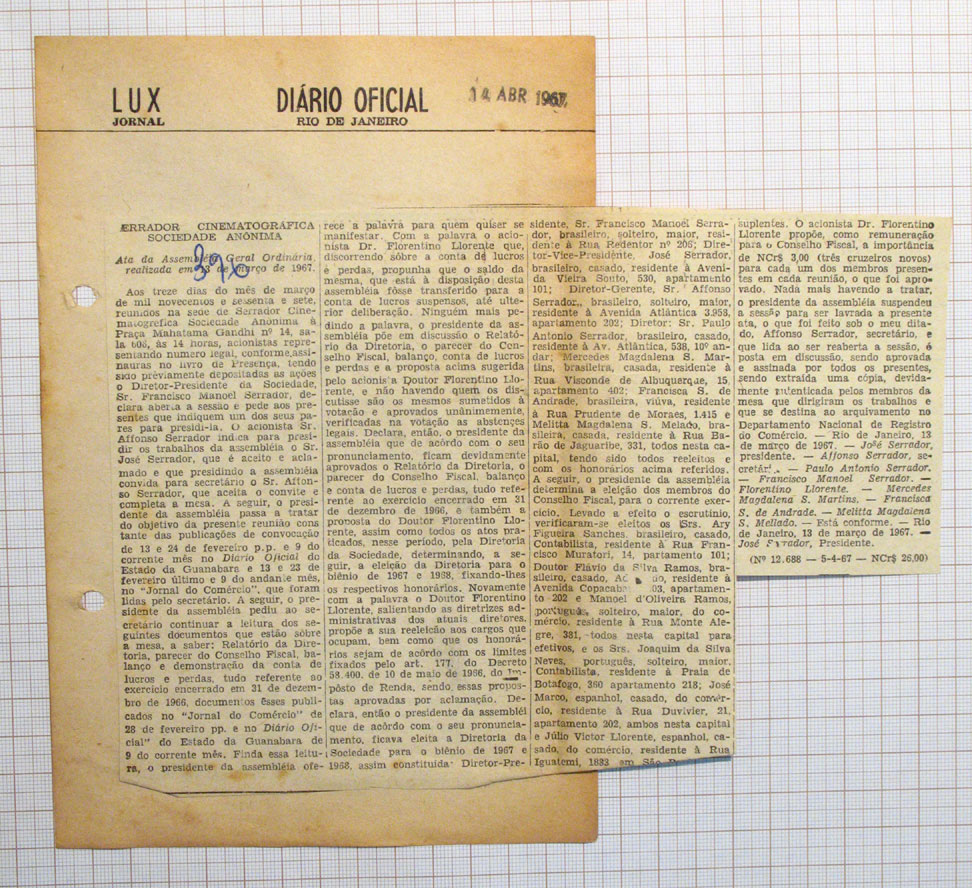 LUX
JORNAL
DIÁRIO OFICIAL
RIO DE JANEIRO
14 ABR 1967
ERRADOR CINEMATOGRÁFICA
SOCIEDADE ANÔNIMA
39x
Ata da Assembléia Geral Ordinária,
realizada em 13 de março de 1967.
Aos treze dias do mês de março
de mil novecentos e sessenta e sete,
reunidos na sede de Serrador Cine-
matografica Sociedade Anônima à
Praça Mahatama Gandhi nº 14, sa-
la 606, às 14 horas, acionistas repre-
sentando numero legal, conforme assi-
nauras no livro de Presença, tendo
sido prèviamente depositadas as ações
o Diretor-Presidente da Sociedade,
Sr. Francisco Manoel Serrador, de-
clara aberta a sessão e pede aos pre-
sentes que indiquem um dos seus pa-
res para presidi-la. O acionista Sr.
Affonso Serrador indica para presi-
dir os trabalhos da assembléia o Sr.
José Serrador, que é aceito e acla-
mado e que presidindo a assembléia
convida para secretário o Sr. Affon-
so Serrador, que aceita o convite e
completa a mesa. A seguir, o pre-
sidente da assembléia passa a tratar
do objetivo da presente reunião cons
tante das publicações de convocação
de 13 e 24 de fevereiro p.p. e 9 do
corrente mês no Diário Oficial do
Estado da Guanabara e 13 e 23 de
fevereiro último e 9 do andante mês,
no "Jornal do Comércio", que foram
lidas pelo secretário. A seguir, o pre-
sidente da assembléia pediu ao se-
cretário continuar a leitura dos se-
guintes documentos que estão sôbre
a mesa, a saber: Relatório da Dire-
toria, parecer do Conselho Fiscal, ba-
lanço e demonstração da conta de
lucros e perdas, tudo referente ao
exercício encerrado em 31 de dezem-
bro de 1966, documentos êsses publi-
cados no "Jornal do Comércio" de
28 de fevereiro pp. e no Diário Ofi-
cial" do Estado da Guanabara de
9 do corrente mês. Finda essa leitu-
ra, o presidente da assembléia ofe-
rece a palavra para quem quiser se
manifestar. Com a palavra o acio-
nista Dr. Florentino Llorente que,
discorrendo sôbre a conta de lucros
e perdas, propunha que o saldo da
mesma, que está à disposição desta
assembléia fôsse transferido para a
conta de lucros suspensos, até ulte-
rior deliberação. Ninguém mais pe-
dindo a palavra, o presidente da as-
sembléia põe em discussão o Relató-
rio da Diretoria, o parecer do Con-
selho Fiscal, balanço, conta de lucros
e perdas e a proposta acima sugerida
pelo acionista Doutor Florentino Llo-
rente, e não havendo quem os dis-
cutisse são os mesmos sumetidos à
votação e aprovados unânimemente,
verificadas na votação as abstenções
legais. Declara, então, o presidente da
assembléia que de acôrdo com o seu
pronunciamento, ficam devidamente
aprovados o Relatório da Diretoria, o
parecer do Conselho Fiscal, balanço
e conta de lucros e perdas, tudo refe-
rente ao exercício encerrado em 31
de dezembro de 1966, e também a
proposta do Doutor Florentino Llo-
rente, assim como todos os atos pra-
ticados, nesse período, pela Diretoria
da Sociedade, determinando, a se-
guir, a eleição da Diretoria para o
biênio de 1967 e 1968, fixando-lhes
os respectivos honorários. Novamente
com a palavra o Doutor Florentino
Llorente, salientando as diretrizes ad-
ministrativas dos atuais diretores,
propõe a sua reeleição aos cargos que
ocupam, bem como que os honorá-
rios sejam de acôrdo com os limites
fixados pelo art. 177, do Decreto
58.400, de 10 de maio de 1966, do Im-
pôsto de Renda, sendo essas propos-
tas aprovadas por aclamação. De-
clara, então o presidente da assembléi
que de acôrdo com o seu pronuncia-
mento, ficava eleita a Diretoria da
Sociedade para o biênio de 1967 e
1968, assim constituída: Diretor-Pre-
sidente, Sr. Francisco Manoel Serra-
dor, brasileiro, solteiro, maior, resi-
dente à Rua Redentor nº 206; Dire-
tor-Vice-Presidente, José Serrador,
brasileiro, casado, residente à Aveni-
da Vieira Souto, 530, apartamento
101; Diretor-Gerente, Sr. Affonso
Serrador, brasileiro, solteiro, maior,
residente à Avenida Atlântica 3.958,
apartamento 202; Diretor: Sr. Paulo
Antonio Serrador, brasileiro, casado,
residente à Av. Atlântica, 538, 10º an-
dar; Mercedes Magdalena S. Mar-
tins, brasileira, casada, residente à
Rua Visconde de Albuquerque, 15,
apartamento 402; Francisca S. de
Andrade, brasileira, viúva, residente
à Rua Prudente de Moraes, 1.415 e
Melitta Magdalena S. Melado, bra-
sileira, casada, residente à Rua Ba-
rão de Jaguaribe, 331, todos nesta ca-
pital, tendo sido todos reeleitos e
com os honorários acima referidos.
A seguir, o presidente da assembléia
determina a eleição dos membros do
Conselho Fiscal, para o corrente exer-
cício. Levado a efeito o escrutínio,
verificaram-se eleitos os Srs. Ary
Figueira Sanches, brasileiro, casado,
Contabilista, residente à Rua Fran-
cisco Muratori, 14, partamento 101;
Doutor Flávio da Silva Ramos, bra-
sileiro, casado, do, residente à
Avenida Copacab 03, apartamen-
to 202 e Manoel d'Oliveira Ramos,
português, solteiro, maior, do co-
mércio, residente à Rua Monte Ale-
gre, 331, todos nesta capital para
efetivos, e os Srs. Joaquim da Silva
Neves, português, solteiro, maior,
Contabilista, residente à Praia de
Botafogo, 360 apartamento 218; José
Marco, espanhol, casado, do comér-
cio, residente à Rua Duvivier, 21,
apartamento 202, ambos nesta capital
e Júlio Victor Llorente, espanhol, ca-
sado, do comércio, residente à Rua
Iguatemi, 1833 em São
suplentes. O acionista Dr. Florentino
Llorente propõe, como remuneração
para o Conselho Fiscal, a importância
de NCr$ 3,00 (três cruzeiros novos)
para cada um dos membros presen-
tes em cada reunião, o que foi apro-
vado. Nada mais havendo a tratar,
o presidente da assembléia suspendeu
a sessão para ser lavrada a presente
ata, o que foi feito sob o meu dita-
do, Affonso Serrador, secretário, e
que lida ao ser reaberta a sessão, é
posta em discussão, sendo aprovada
e assinada por todos os presentes,
sendo extraída uma cópia, devida-
mente autenticada pelos membros da
mesa que dirigiram os trabalhos e
que se destina ao arquivamento no
Departamento Nacional de Registro
do Comércio. — Rio de Janeiro, 13
de março de 1967. — José Serrador,
presidente. — Affonso Serrador, se-
cretári. — Paulo Antonio Serrador.
— Francisco Manoel Serrador. —
Florentino Llorente. — Mercedes
Magdalena S. Martins. — Francisca
S. de Andrade. — Melitta Magdalena
S. Mellado. — Está conforme. — Rio
de Janeiro, 13 de março de 1967. —
José Serrador, Presidente.
(Nº 12.688 — 5-4-67 — NCr$ 26,00)